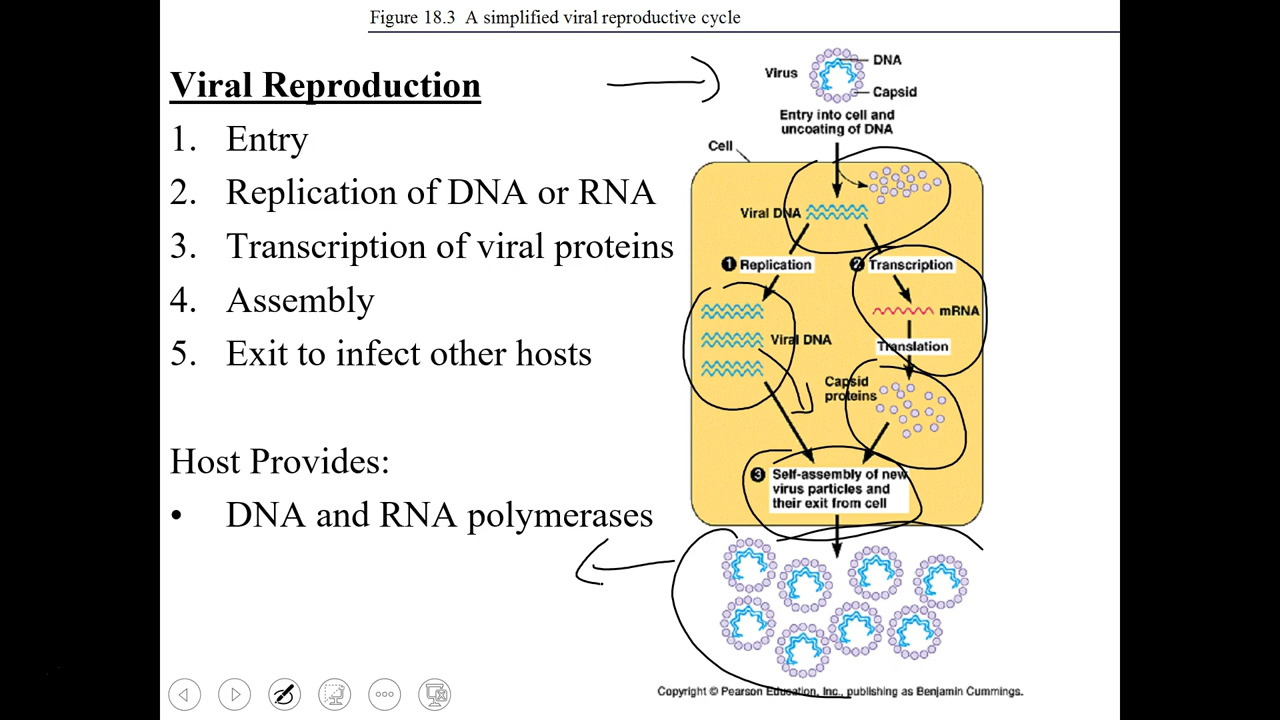 Figure 18.3 A simplified viral reproductive cycle
Viral Reproduction
1. Entry
2. Replication of DNA or RNA
3. Transcription of viral proteins
4. Assembly
5. Exit to infect other hosts
Host Provides:
• DNA and RNA polymerases
Virus
DNA
Capsid
Entry into cell and
uncoating of DNA
Cell
Viral DNA
1 Replication
2 Transcription
mRNA
Viral DNA
Translation
Capsid
proteins
3 Self-assembly of new
virus particles and
their exit from cell
Copyright © Pearson Education, Inc., publishing as Benjamin Cummings.